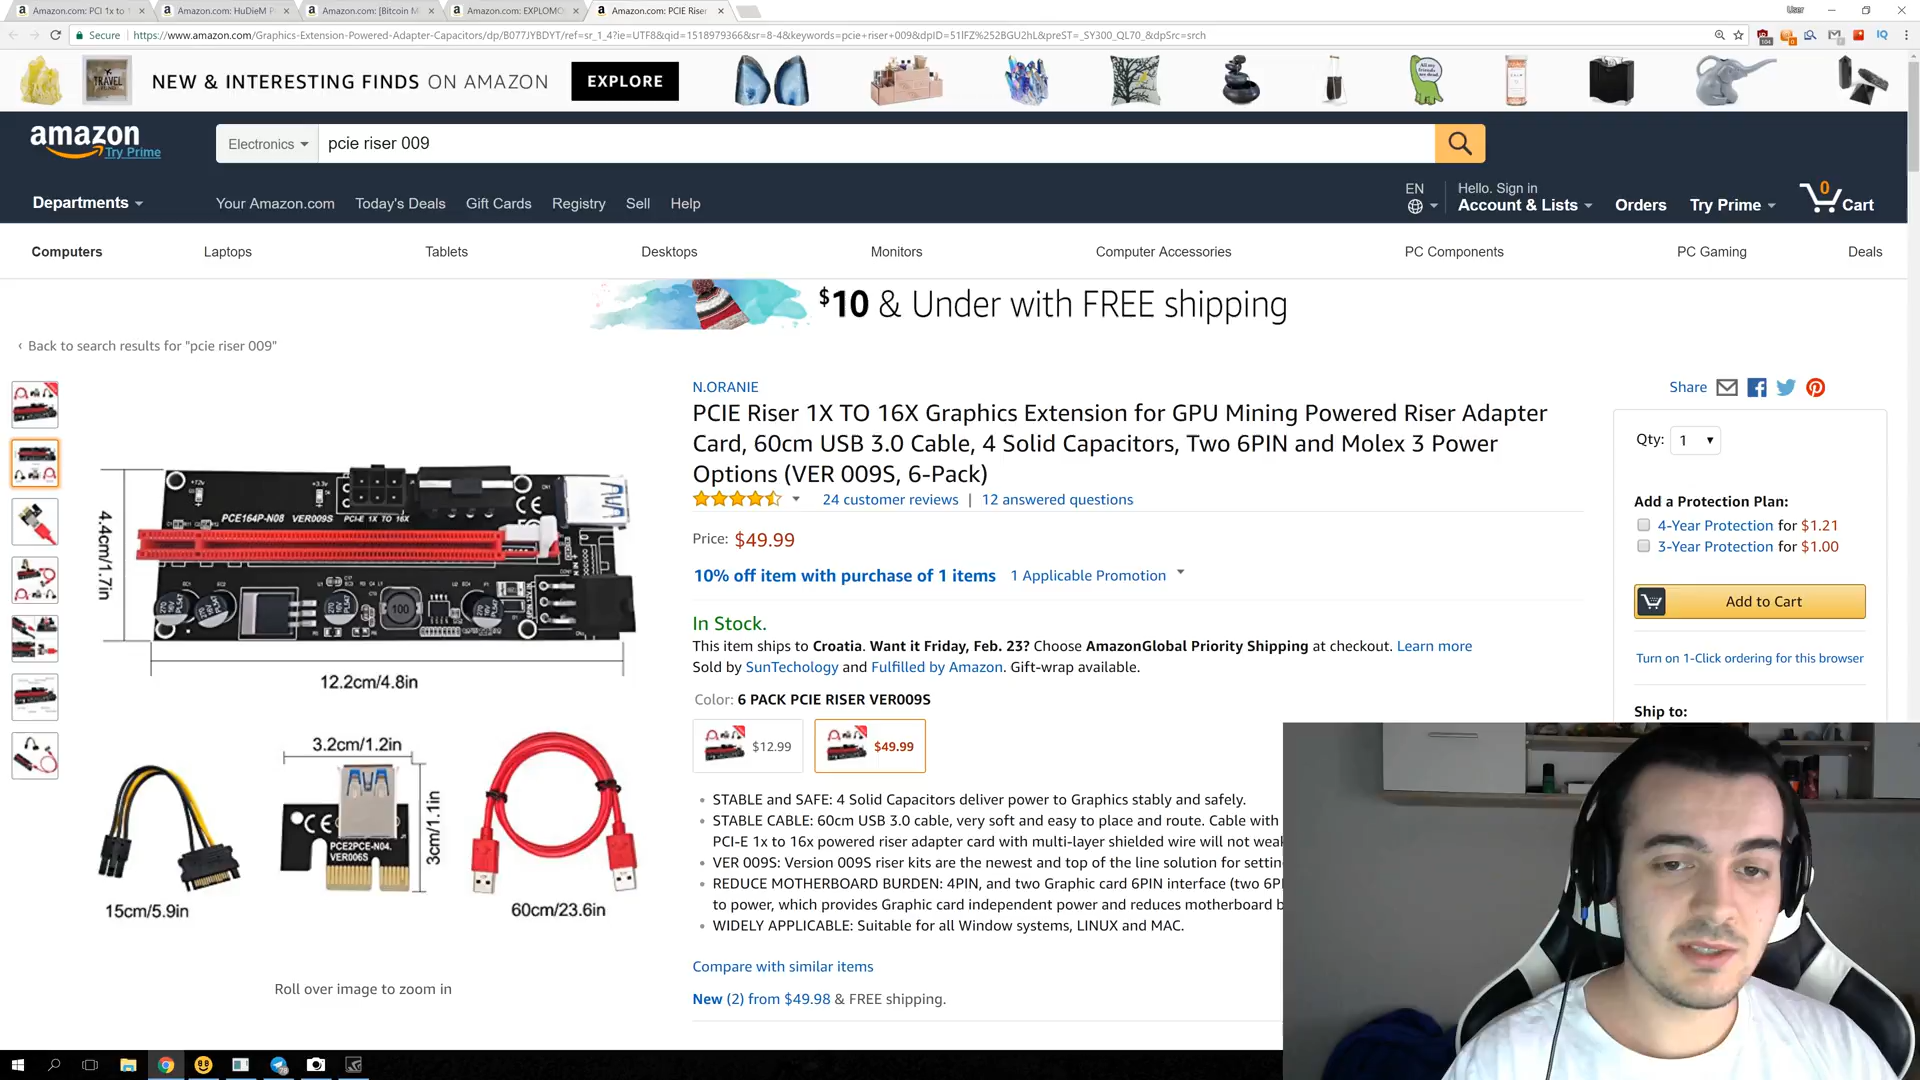 Amazon.com: PCI 1x to 1
Amazon.com: HuDieM P
Amazon.com: [Bitcoin M
Amazon.com: EXPLOMO
Amazon.com: PCIE Riser
User
Secure
https://www.amazon.com/Graphics-Extension-Powered-Adapter-Capacitors/dp/B077JYBDYT/ref=sr_1_4?ie=UTF8&qid=1518979366&sr=8-4&keywords=pcie+riser+009&dpID=51lFZ%252BGU2hL&preST=_SY300_QL70_&dpSrc=srch
TRAVEL
NEW & INTERESTING FINDS ON AMAZON
EXPLORE
amazon
Try Prime
Electronics
pcie riser 009
Departments
Your Amazon.com
Today's Deals
Gift Cards
Registry
Sell
Help
EN
Hello. Sign in
Account & Lists
Orders
Try Prime
0
Cart
Computers
Laptops
Tablets
Desktops
Monitors
Computer Accessories
PC Components
PC Gaming
Deals
$10 & Under with FREE shipping
‹ Back to search results for "pcie riser 009"
N.ORANIE
PCIE Riser 1X TO 16X Graphics Extension for GPU Mining Powered Riser Adapter
Card, 60cm USB 3.0 Cable, 4 Solid Capacitors, Two 6PIN and Molex 3 Power
Options (VER 009S, 6-Pack)
24 customer reviews | 12 answered questions
Price: $49.99
10% off item with purchase of 1 items 1 Applicable Promotion
In Stock.
This item ships to Croatia. Want it Friday, Feb. 23? Choose AmazonGlobal Priority Shipping at checkout. Learn more
Sold by SunTechology and Fulfilled by Amazon. Gift-wrap available.
Color: 6 PACK PCIE RISER VER009S
$12.99
$49.99
STABLE and SAFE: 4 Solid Capacitors deliver power to Graphics stably and safely.
STABLE CABLE: 60cm USB 3.0 cable, very soft and easy to place and route. Cable with
PCI-E 1x to 16x powered riser adapter card with multi-layer shielded wire will not weak
VER 009S: Version 009S riser kits are the newest and top of the line solution for settin
REDUCE MOTHERBOARD BURDEN: 4PIN, and two Graphic card 6PIN interface (two 6P
to power, which provides Graphic card independent power and reduces motherboard b
WIDELY APPLICABLE: Suitable for all Window systems, LINUX and MAC.
Compare with similar items
New (2) from $49.98 & FREE shipping.
Share
Qty: 1
Add a Protection Plan:
4-Year Protection for $1.21
3-Year Protection for $1.00
Add to Cart
Turn on 1-Click ordering for this browser
Ship to:
+12v
+3.3v
PCE164P-N08 VER009S PCI-E 1X TO 16X
4.4cm/1.7in
100
12.2cm/4.8in
3.2cm/1.2in
3cm/1.1in
PCE2PCE-N04
VER006S
15cm/5.9in
60cm/23.6in
Roll over image to zoom in